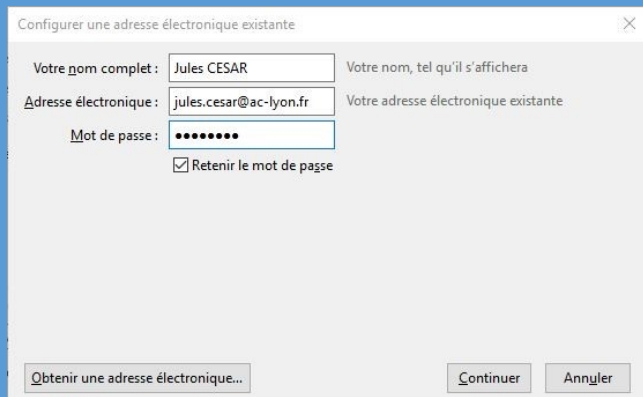 Configurer une adresse électronique existante
Votre nom complet : Jules CESAR Votre nom, tel qu'il s'affichera
Adresse électronique : jules.cesar@ac-lyon.fr Votre adresse électronique existante
Mot de passe : ••••••••
Retenir le mot de passe
Obtenir une adresse électronique... Continuer Annuler